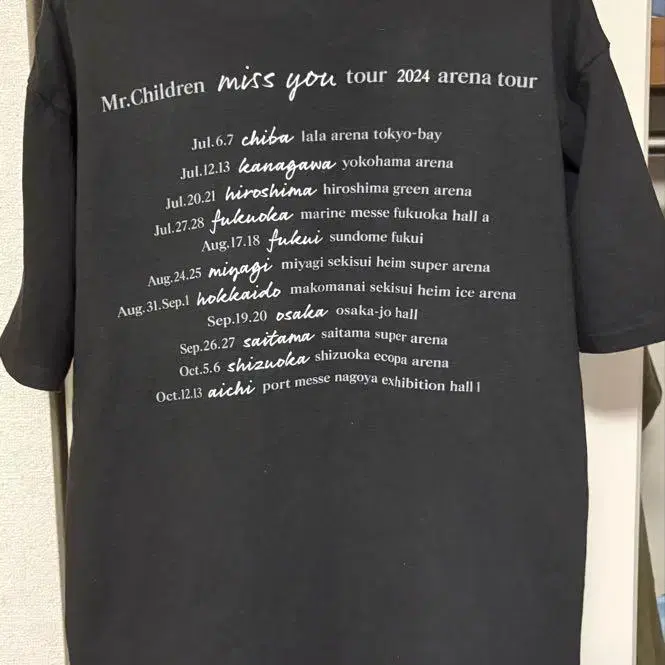 Mr.Children miss you tour 2024 arena tour
Jul.6.7 chiba lala arena tokyo-bay
Jul.12.13 kanagawa yokohama arena
Jul.20.21 hiroshima hiroshima green arena
Jul.27.28 fukuoka marine messe fukuoka hall a
Aug.17.18 fukui sundome fukui
Aug.24.25 miyagi miyagi sekisui heim super arena
Aug.31.Sep.1 hokkaido makomanai sekisui heim ice arena
Sep.19.20 osaka osaka-jo hall
Sep.26.27 saitama saitama super arena
Oct.5.6 shizuoka shizuoka ecopa arena
Oct.12.13 aichi port messe nagoya exhibition hall 1